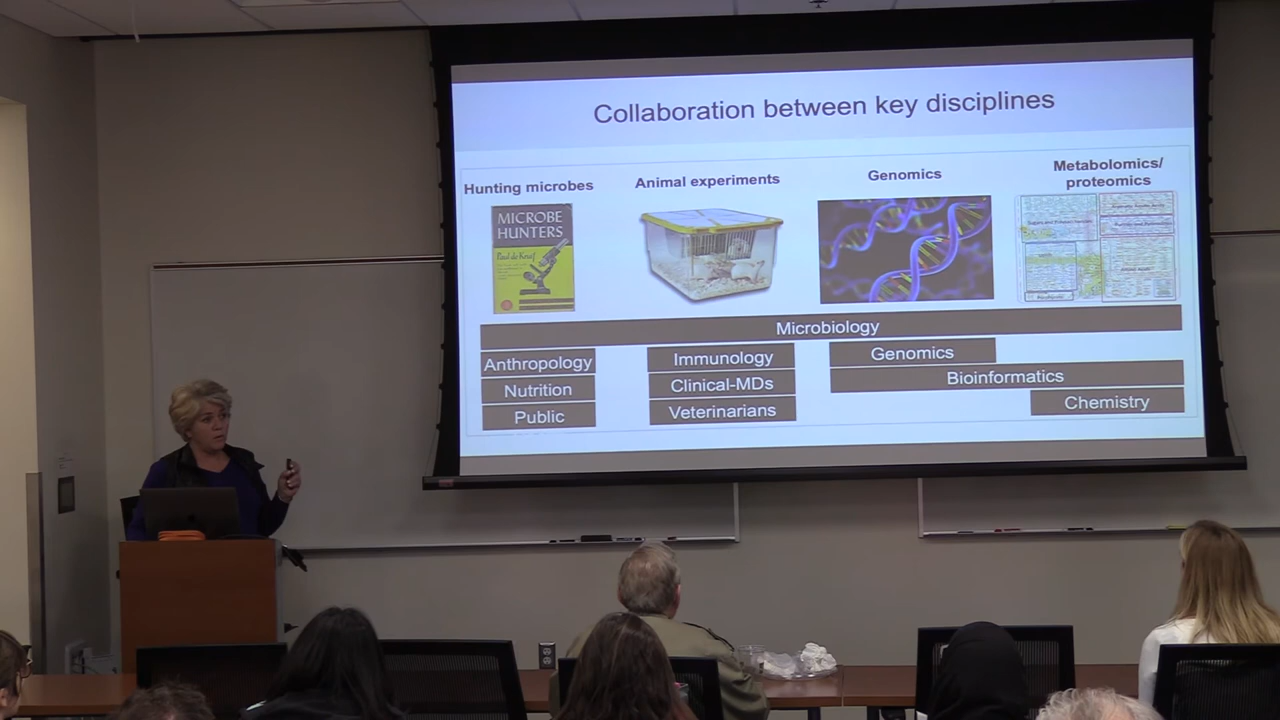 Collaboration between key disciplines
Hunting microbes
Animal experiments
Genomics
Metabolomics/
proteomics
MICROBE
HUNTERS
Paul de Kruif
Microbiology
Anthropology
Immunology
Genomics
Nutrition
Clinical-MDs
Bioinformatics
Public
Veterinarians
Chemistry